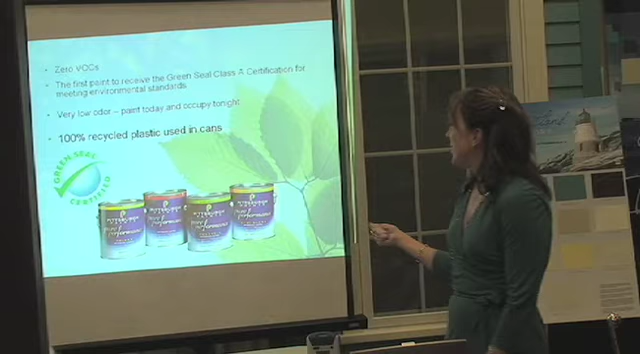 • Zero VOCs
• The first paint to receive the Green Seal Class A Certification for
meeting environmental standards
• Very low odor – paint today and occupy tonight
• 100% recycled plastic used in cans
GREEN SEAL
CERTIFIED